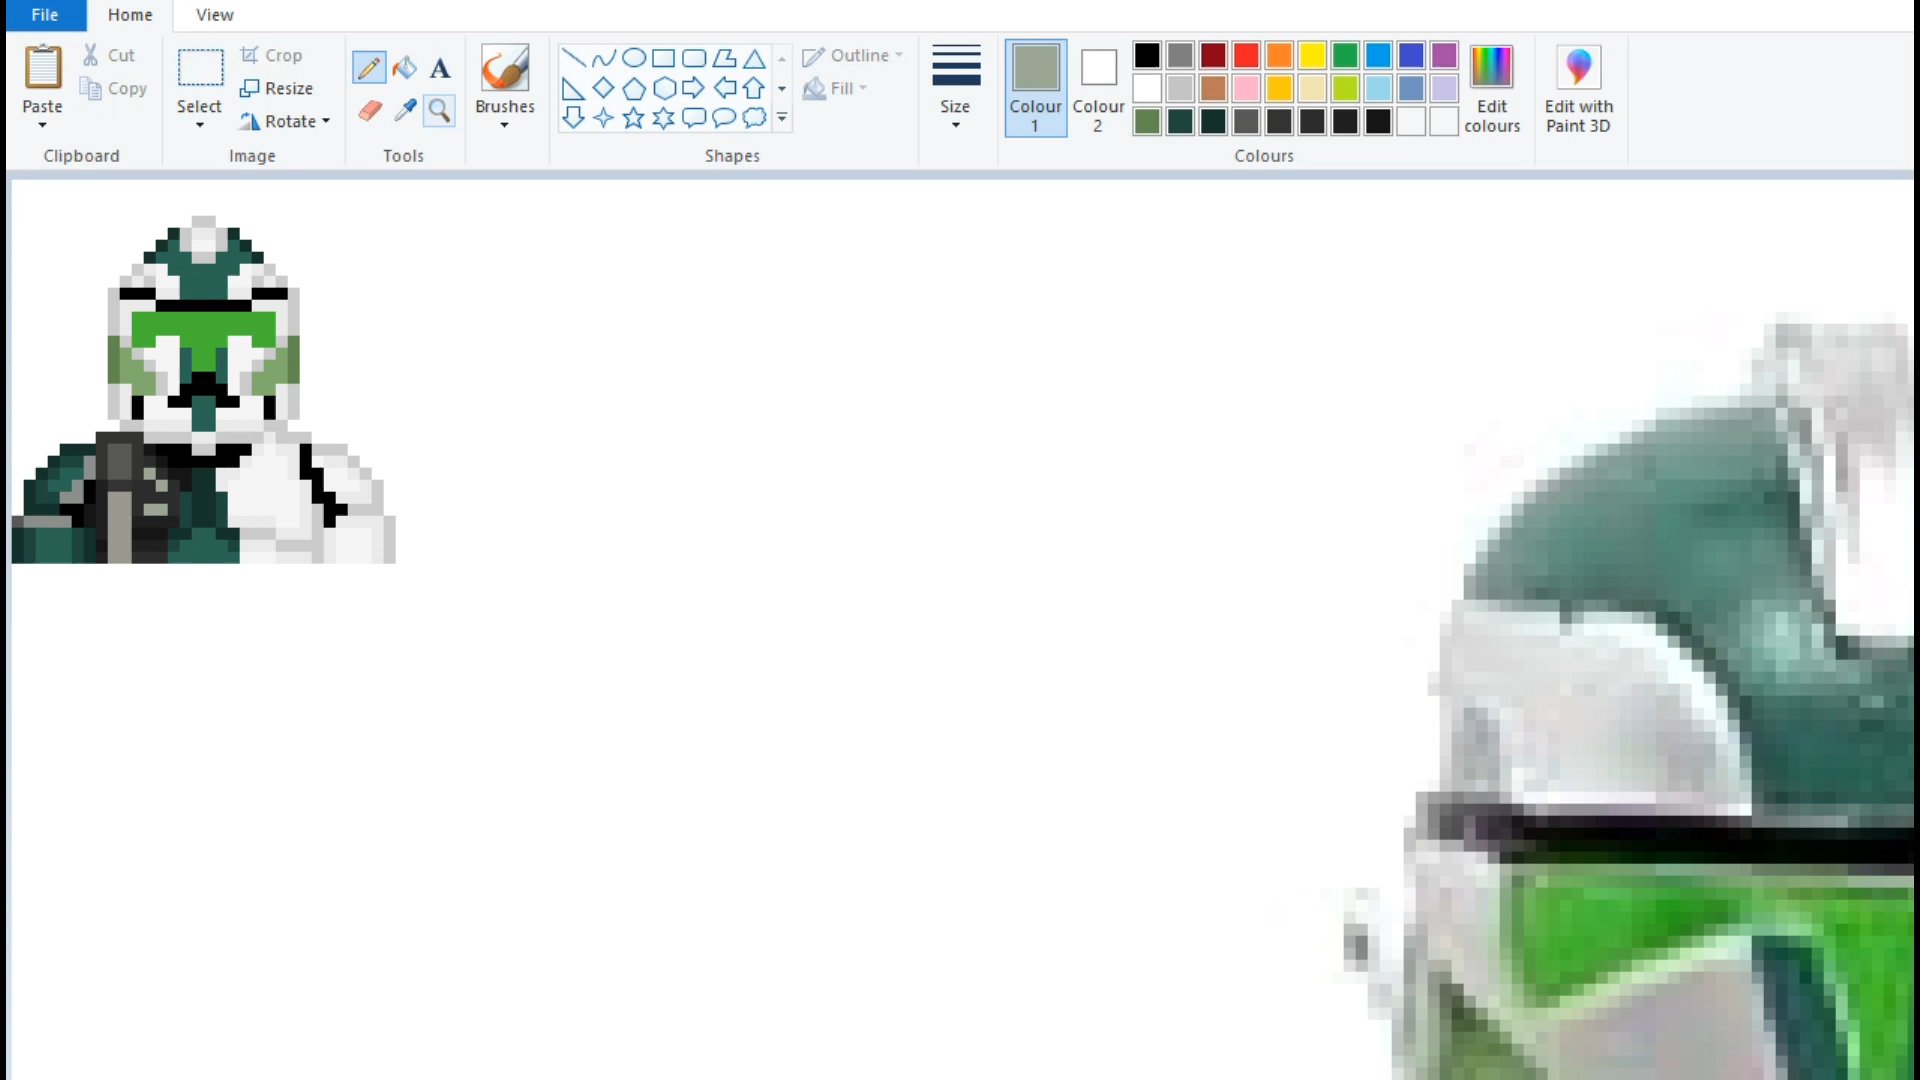 File Home View
Paste
Cut
Copy
Clipboard
Select
Crop
Resize
Rotate
Image
A
Tools
Brushes
Outline
Fill
Shapes
Size
Colour
1
Colour
2
Edit
colours
Colours
Edit with
Paint 3D